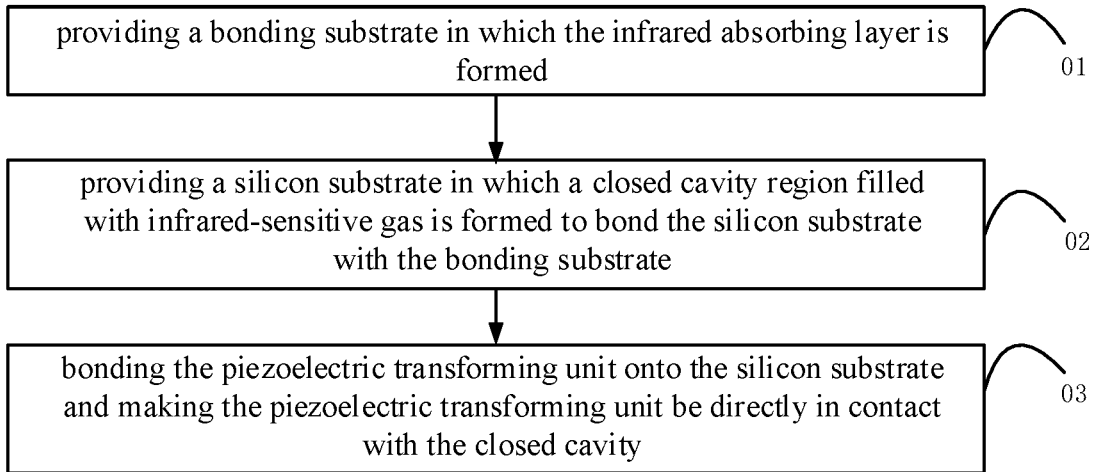 providing a bonding substrate in which the infrared absorbing layer is
formed
01
providing a silicon substrate in which a closed cavity region filled
with infrared-sensitive gas is formed to bond the silicon substrate
with the bonding substrate
02
bonding the piezoelectric transforming unit onto the silicon substrate
and making the piezoelectric transforming unit be directly in contact
with the closed cavity
03